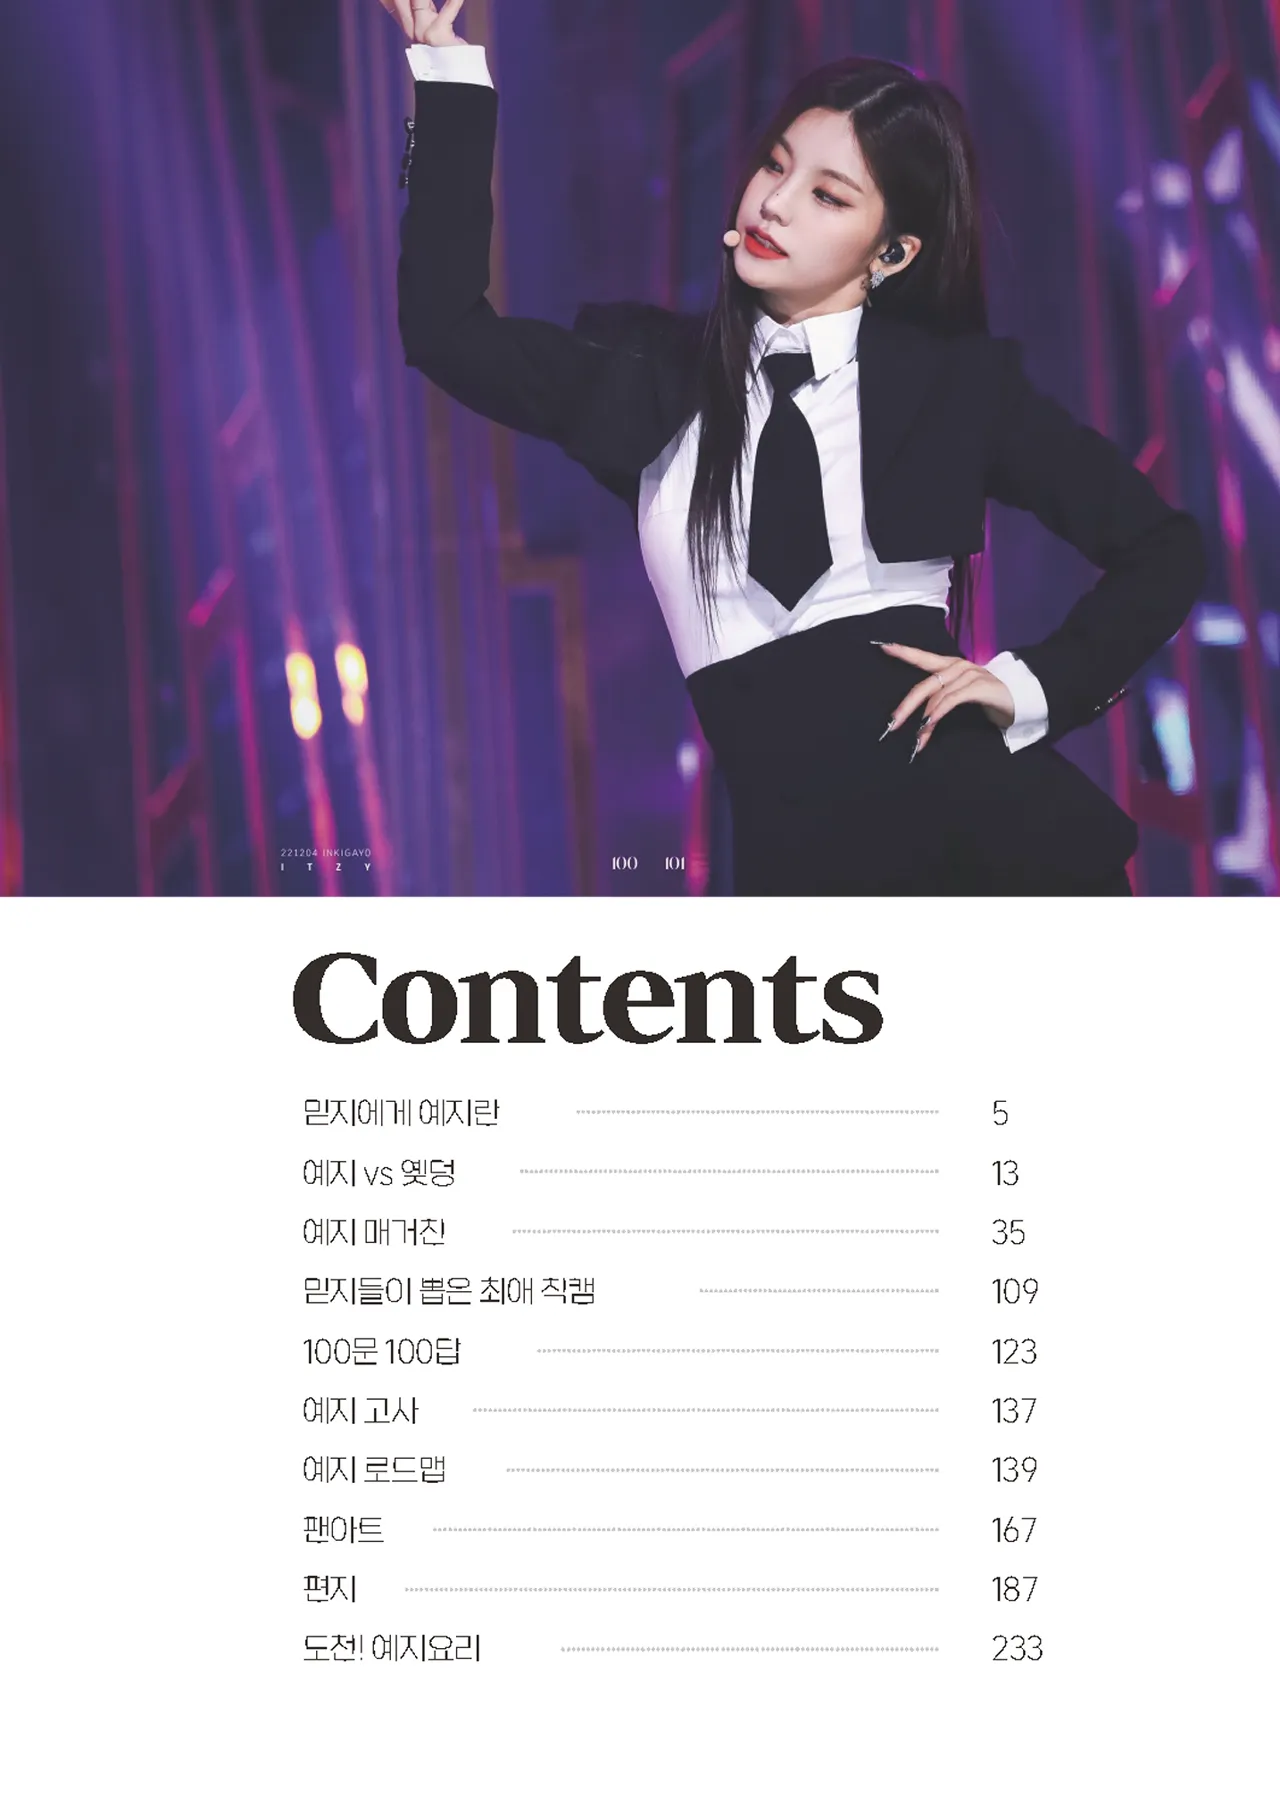 221204 INKIGAYO
ITZY
100 101
Contents
믿지에게 예지란 5
예지 vs 옞덩 13
예지 매거진 35
믿지들이 뽑은 최애 직캠 109
100문 100답 123
예지 고사 137
예지 로드맵 139
팬아트 167
편지 187
도전! 예지요리 233